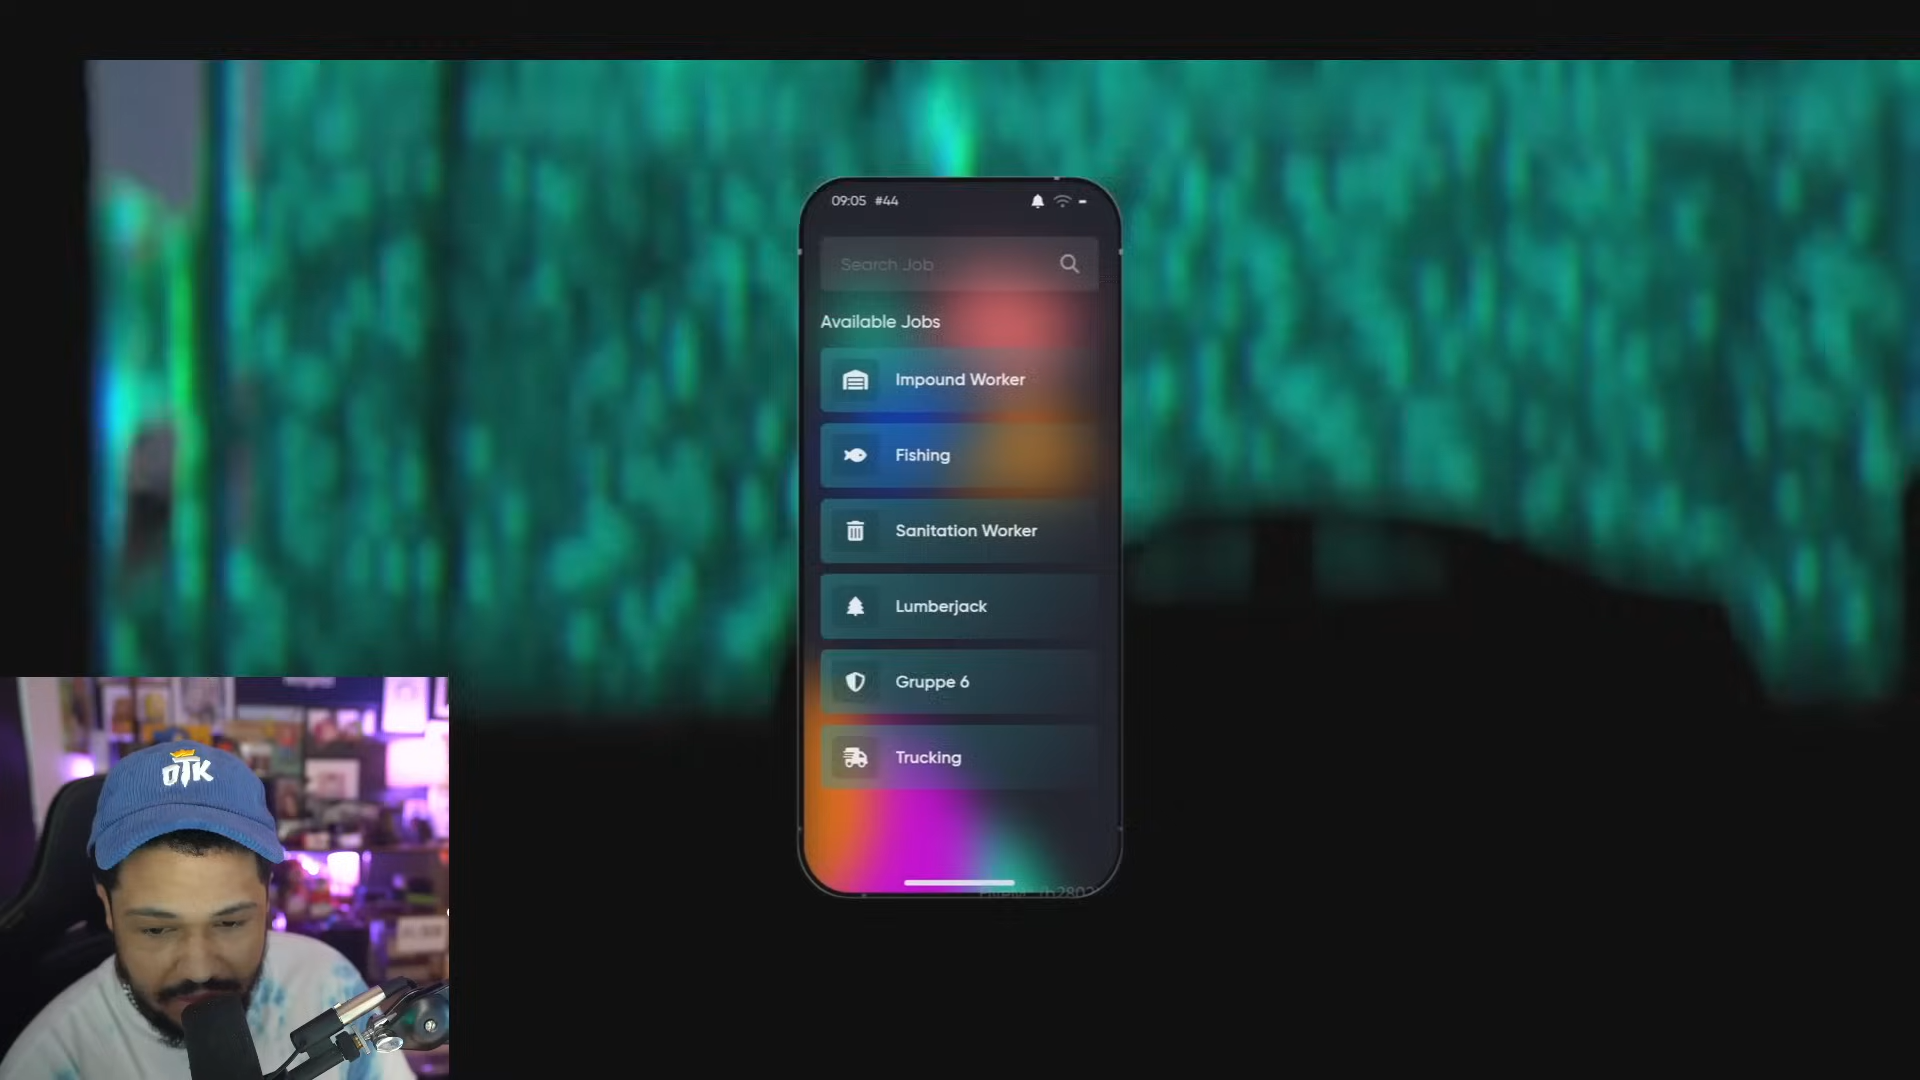 09:05 #44
Search Job
Available Jobs
Impound Worker
Fishing
Sanitation Worker
Lumberjack
Gruppe 6
Trucking
OTK